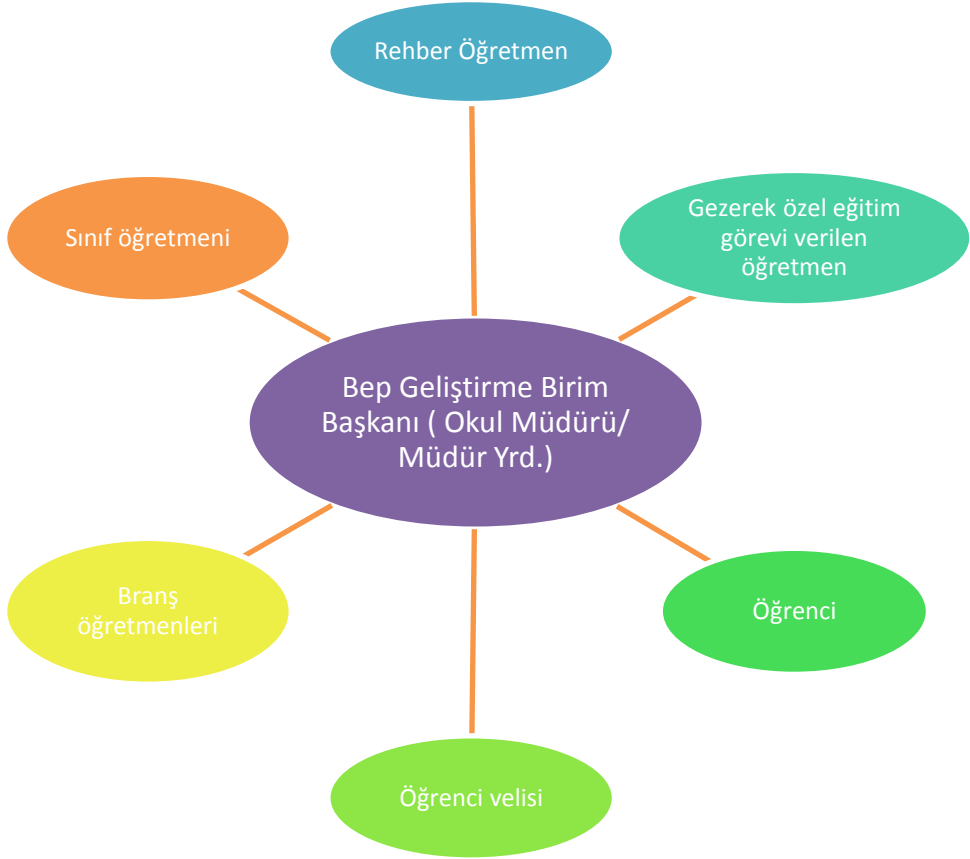 Rehber Öğretmen
Gezerek özel eğitim
görevi verilen
öğretmen
Sınıf öğretmeni
Bep Geliştirme Birim
Başkanı ( Okul Müdürü/
Müdür Yrd.)
Branş
öğretmenleri
Öğrenci
Öğrenci velisi